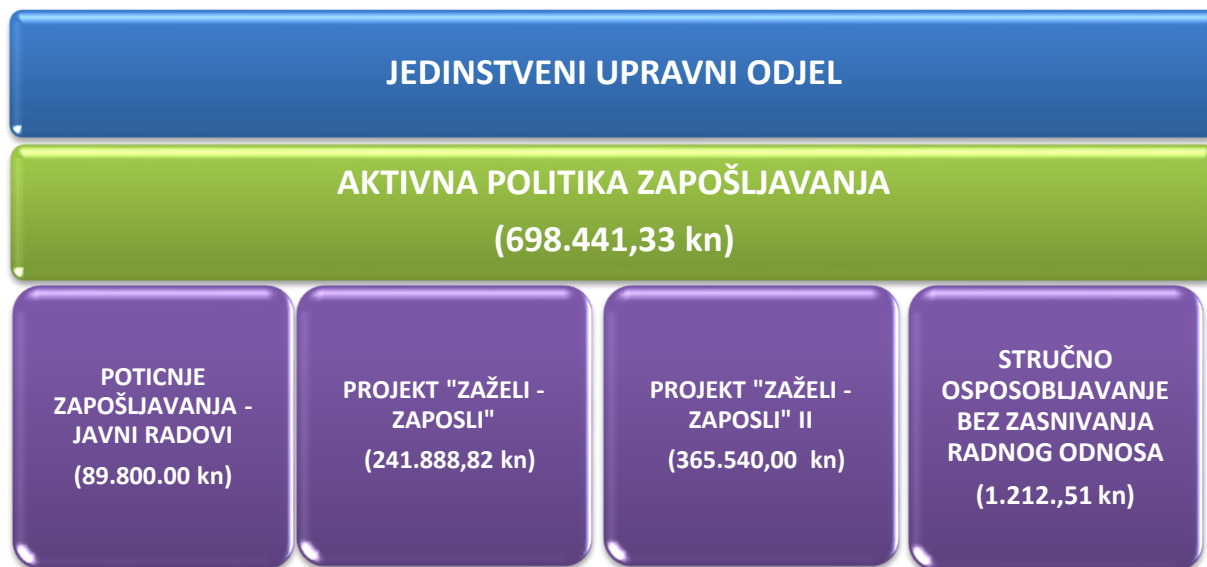 JEDINSTVENI UPRAVNI ODJEL
AKTIVNA POLITIKA ZAPOŠLJAVANJA
(698.441,33 kn)
POTICNJE
ZAPOŠLJAVANJA -
JAVNI RADOVI
(89.800.00 kn)
PROJEKT "ZAŽELI -
ZAPOSLI"
(241.888,82 kn)
PROJEKT "ZAŽELI -
ZAPOSLI" II
(365.540,00 kn)
STRUČNO
OSPOSOBLJAVANJE
BEZ ZASNIVANJA
RADNOG ODNOSA
(1.212.,51 kn)